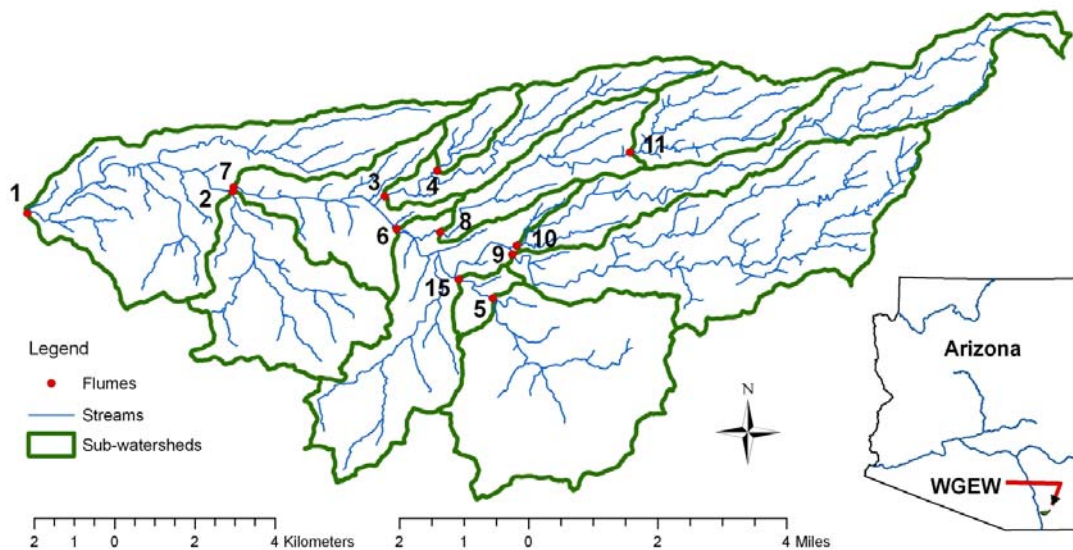 11
7
1
3
4
2
8
6
10
9
15
5
Legend
Flumes
Streams
Sub-watersheds
N
Arizona
WGEW
2 1 0 2 4 Kilometers
2 1 0 2 4 Miles